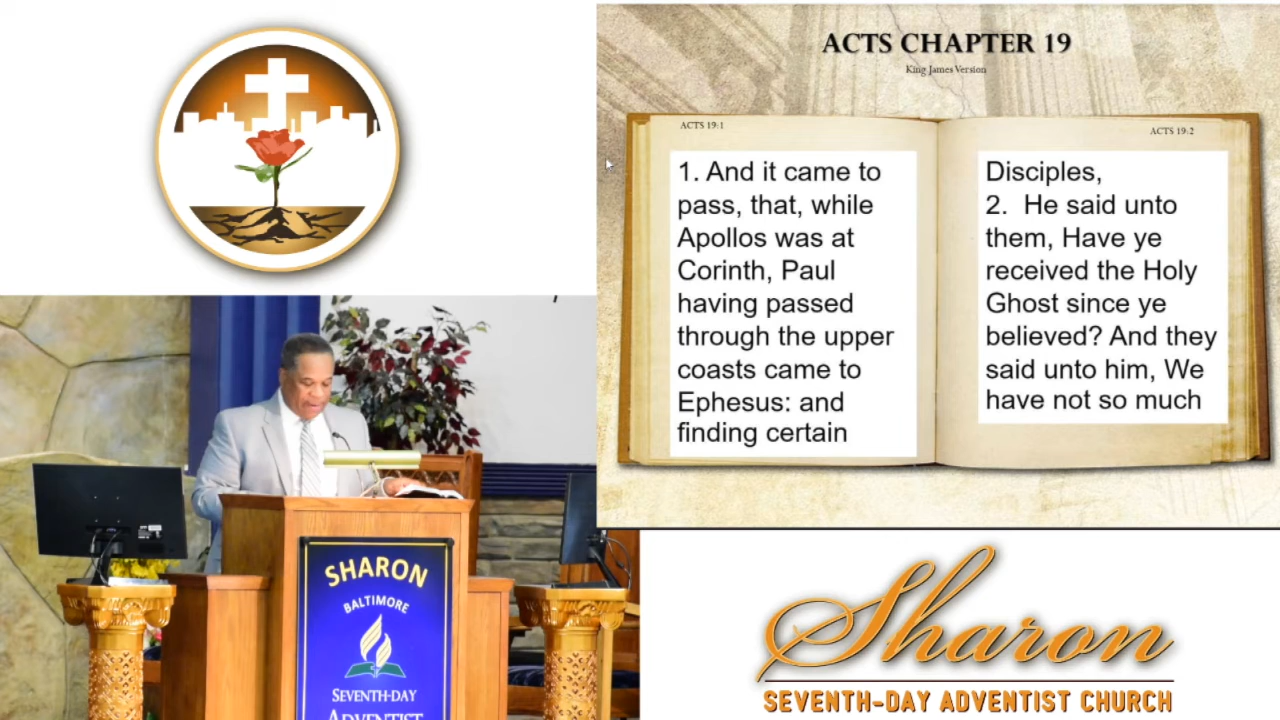 ACTS CHAPTER 19
King James Version
ACTS 19:1
1. And it came to
pass, that, while
Apollos was at
Corinth, Paul
having passed
through the upper
coasts came to
Ephesus: and
finding certain
ACTS 19:2
Disciples,
2. He said unto
them, Have ye
received the Holy
Ghost since ye
believed? And they
said unto him, We
have not so much
SHARON
BALTIMORE
SEVENTH-DAY
ADVENTIST
Sharon
SEVENTH-DAY ADVENTIST CHURCH